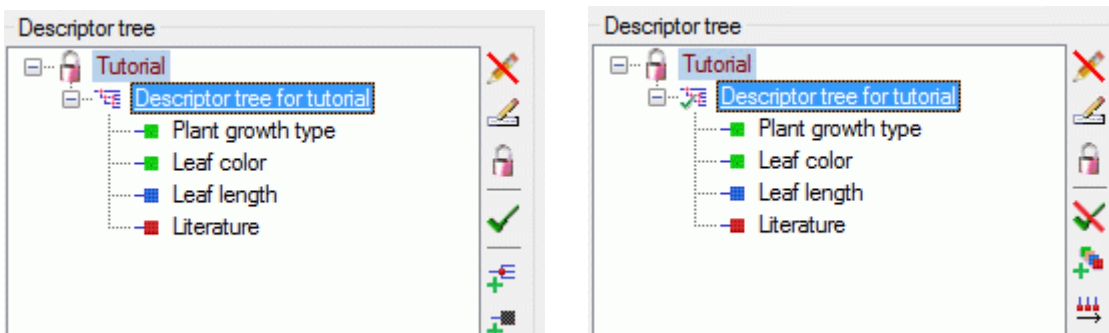 Descriptor tree
Tutorial
Descriptor tree for tutorial
Plant growth type
Leaf color
Leaf length
Literature
Descriptor tree
Tutorial
Descriptor tree for tutorial
Plant growth type
Leaf color
Leaf length
Literature